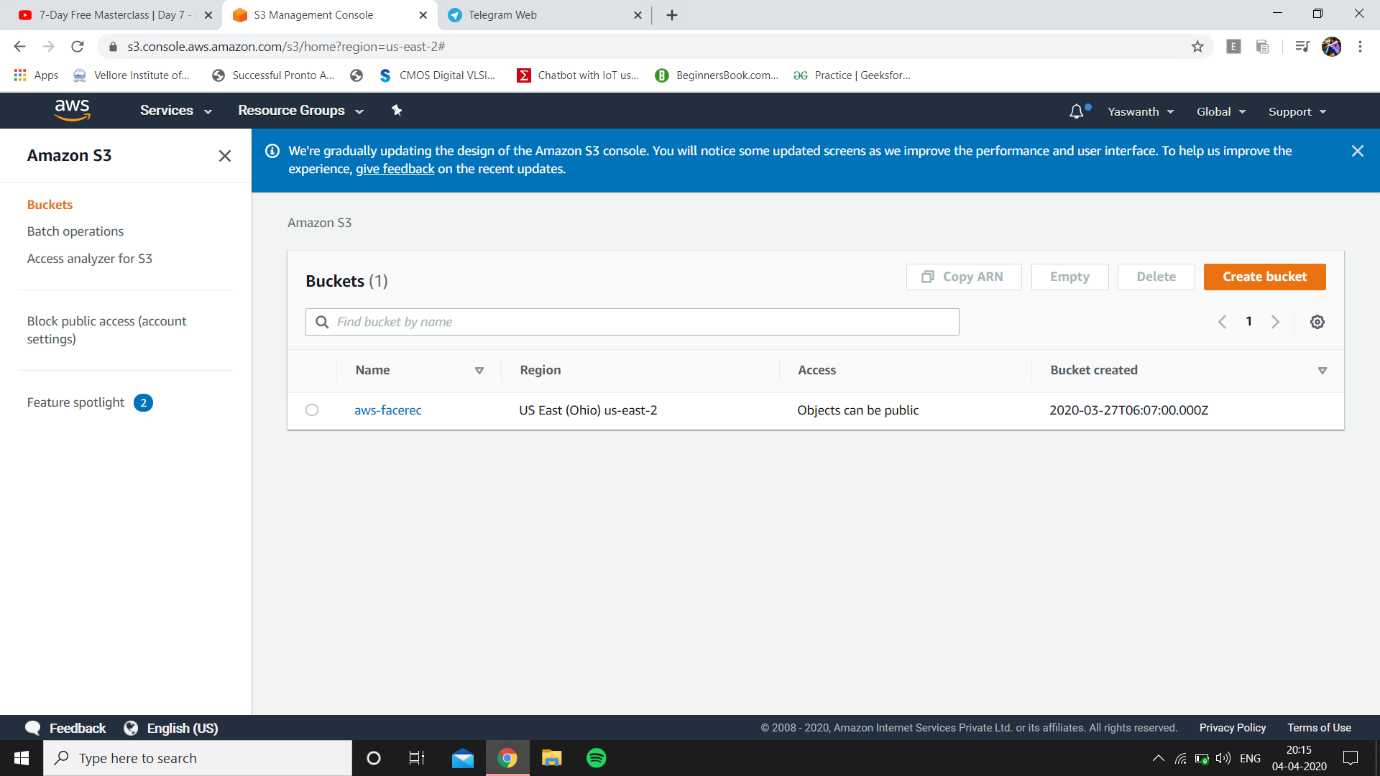 7-Day Free Masterclass | Day 7 -
S3 Management Console
Telegram Web
s3.console.aws.amazon.com/s3/home?region=us-east-2#
E
Apps
Vellore Institute of...
Successful Pronto A...
S
CMOS Digital VLSI...
Σ
Chatbot with IoT us...
B
BeginnersBook.com...
Practice | Geeksfor...
aws
Services
Resource Groups
Yaswanth
Global
Support
Amazon S3
We're gradually updating the design of the Amazon S3 console. You will notice some updated screens as we improve the performance and user interface. To help us improve the
experience, give feedback on the recent updates.
Buckets
Batch operations
Access analyzer for S3
Block public access (account
settings)
Feature spotlight 2
Amazon S3
Buckets (1)
Copy ARN
Empty
Delete
Create bucket
Find bucket by name
1
Name
Region
Access
Bucket created
aws-facerec
US East (Ohio) us-east-2
Objects can be public
2020-03-27T06:07:00.000Z
Feedback
English (US)
© 2008 - 2020, Amazon Internet Services Private Ltd. or its affiliates. All rights reserved.
Privacy Policy
Terms of Use
Type here to search
ENG
20:15
04-04-2020